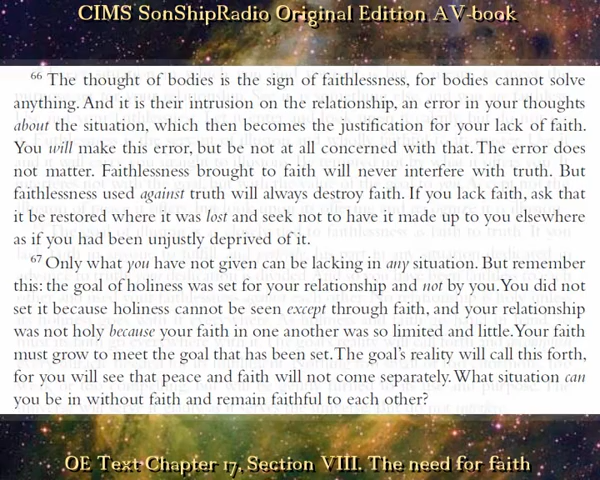 CIMS SonShipRadio Original Edition AV-book
66 The thought of bodies is the sign of faithlessness, for bodies cannot solve
anything. And it is their intrusion on the relationship, an error in your thoughts
about the situation, which then becomes the justification for your lack of faith.
You will make this error, but be not at all concerned with that. The error does
not matter. Faithlessness brought to faith will never interfere with truth. But
faithlessness used against truth will always destroy faith. If you lack faith, ask that
it be restored where it was lost and seek not to have it made up to you elsewhere
as if you had been unjustly deprived of it.
67 Only what you have not given can be lacking in any situation. But remember
this: the goal of holiness was set for your relationship and not by you. You did not
set it because holiness cannot be seen except through faith, and your relationship
was not holy because your faith in one another was so limited and little. Your faith
must grow to meet the goal that has been set. The goal's reality will call this forth,
for you will see that peace and faith will not come separately. What situation can
you be in without faith and remain faithful to each other?
OE Text Chapter 17, Section VIII. The need for faith